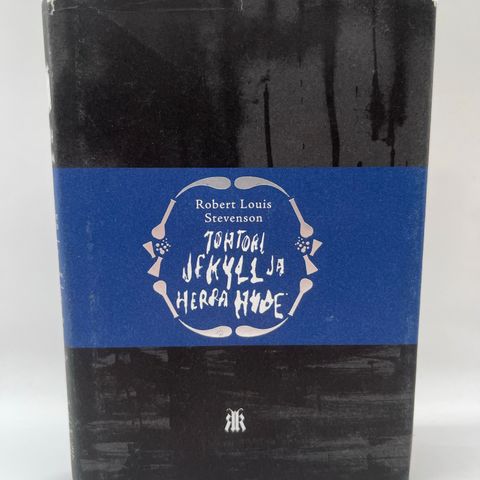 Robert Louis
Stevenson
TOHTORI
JEKYLL JA
HERRA HYDE